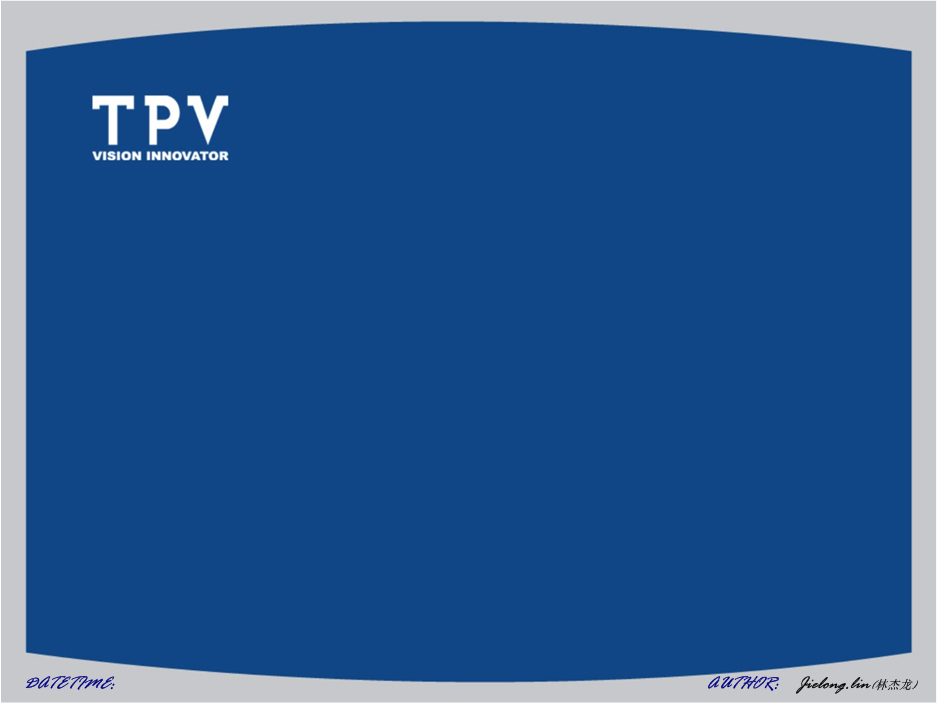 TPV
VISION INNOVATOR
DATETIME:
AUTHOR: Jielong.lin(林杰龙)